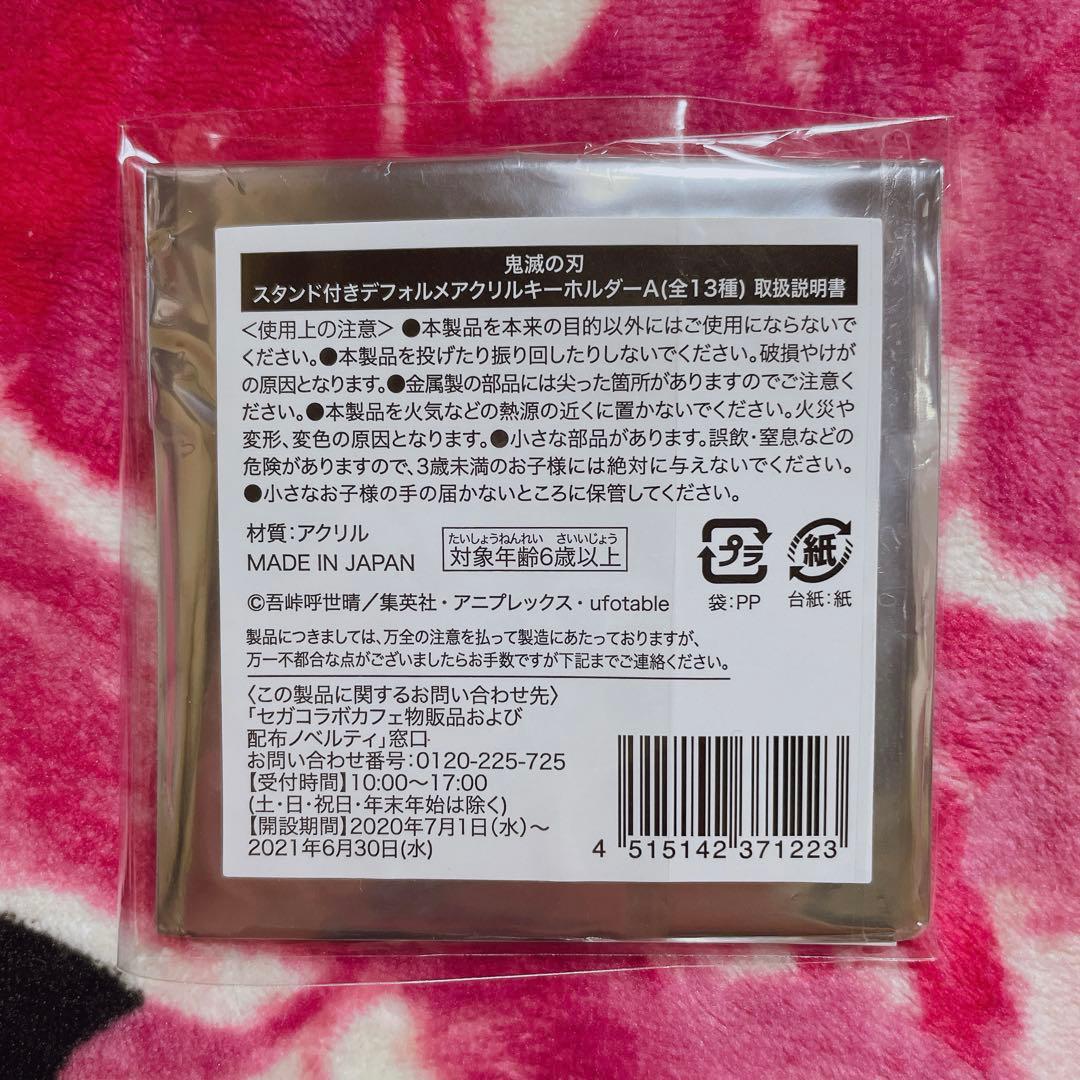 鬼滅の刃
スタンド付きデフォルメアクリルキーホルダーA(全13種) 取扱説明書
＜使用上の注意＞ ●本製品を本来の目的以外にはご使用にならないで
ください。●本製品を投げたり振り回したりしないでください。破損やけが
の原因となります。●金属製の部品には尖った箇所がありますのでご注意く
ださい。●本製品を火気などの熱源の近くに置かないでください。火災や
変形、変色の原因となります。●小さな部品があります。誤飲・窒息などの
危険がありますので、3歳未満のお子様には絶対に与えないでください。
●小さなお子様の手の届かないところに保管してください。
材質：アクリル
MADE IN JAPAN
たいしょうねんれい さいいじょう
対象年齢6歳以上
プラ
袋：PP
紙
台紙：紙
©吾峠呼世晴／集英社・アニプレックス・ufotable
製品につきましては、万全の注意を払って製造にあたっておりますが、
万一不都合な点がございましたらお手数ですが下記までご連絡ください。
〈この製品に関するお問い合わせ先〉
「セガコラボカフェ物販品および
配布ノベルティ」窓口
お問い合わせ番号：0120-225-725
【受付時間】10:00～17:00
(土・日・祝日・年末年始は除く)
【開設期間】2020年7月1日(水)～
2021年6月30日(水)
4 515142 371223